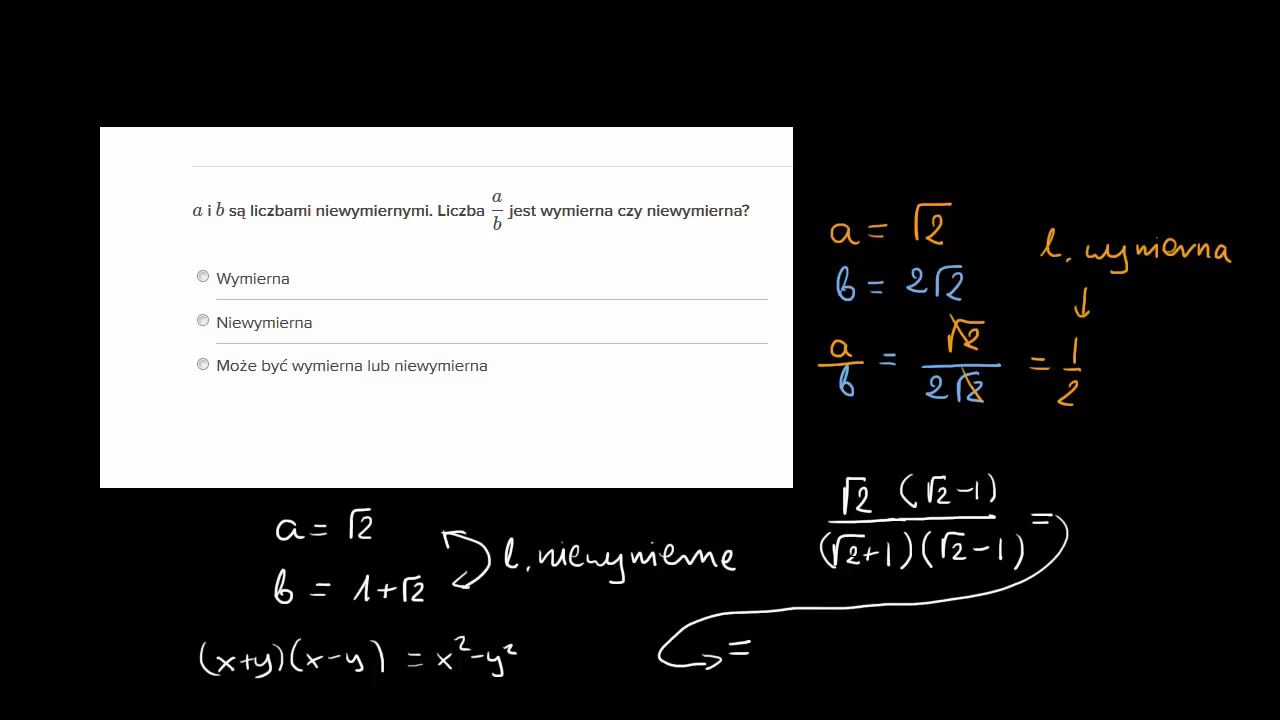 a i b są liczbami niewymiernymi. Liczba a/b jest wymierna czy niewymierna?
Wymierna
Niewymierna
Może być wymierna lub niewymierna
a = √2
b = 2√2
a/b = √2/2√2 = 1/2
l. wymierna
↓
a = √2
b = 1+√2
l. niewymierne
(x+y)(x-y) = x²-y²
√2 (√2-1)/(√2+1)(√2-1) =
=